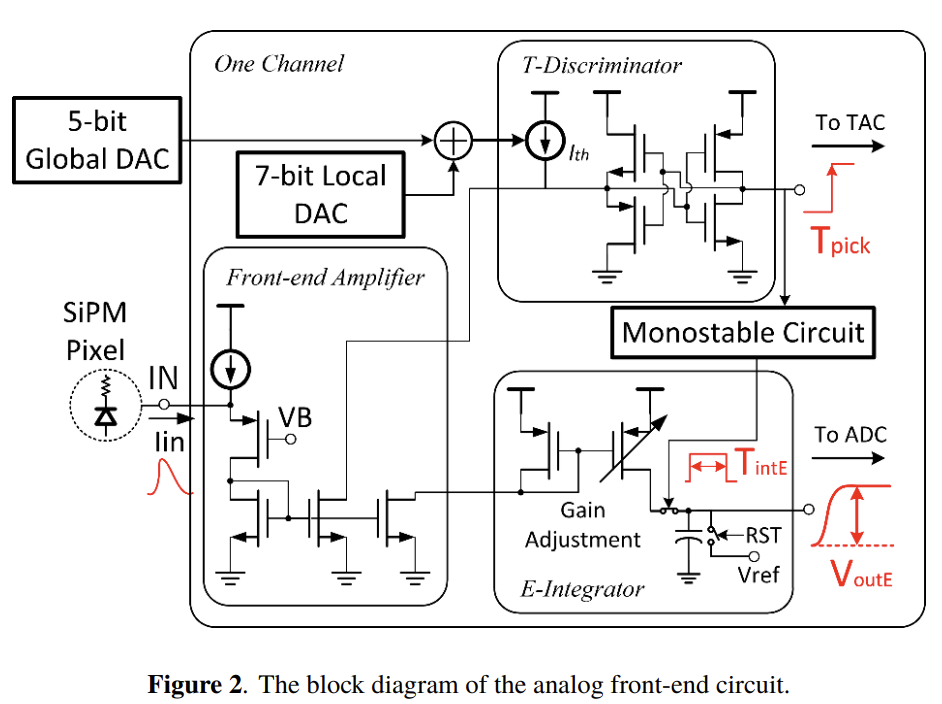 One Channel
T-Discriminator
5-bit
Global DAC
7-bit Local
DAC
Ith
To TAC
Tpick
Front-end Amplifier
SiPM
Pixel
IN
Iin
VB
Monostable Circuit
TintE
To ADC
Gain
Adjustment
RST
Vref
VoutE
E-Integrator
Figure 2. The block diagram of the analog front-end circuit.